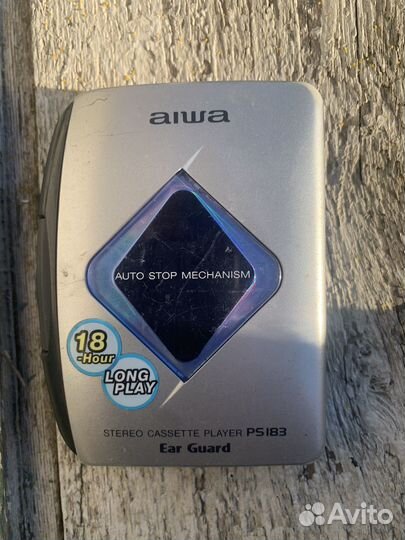 aiwa
AUTO STOP MECHANISM
18
-Hour
LONG
PLAY
STEREO CASSETTE PLAYER PS183
Ear Guard
Avito